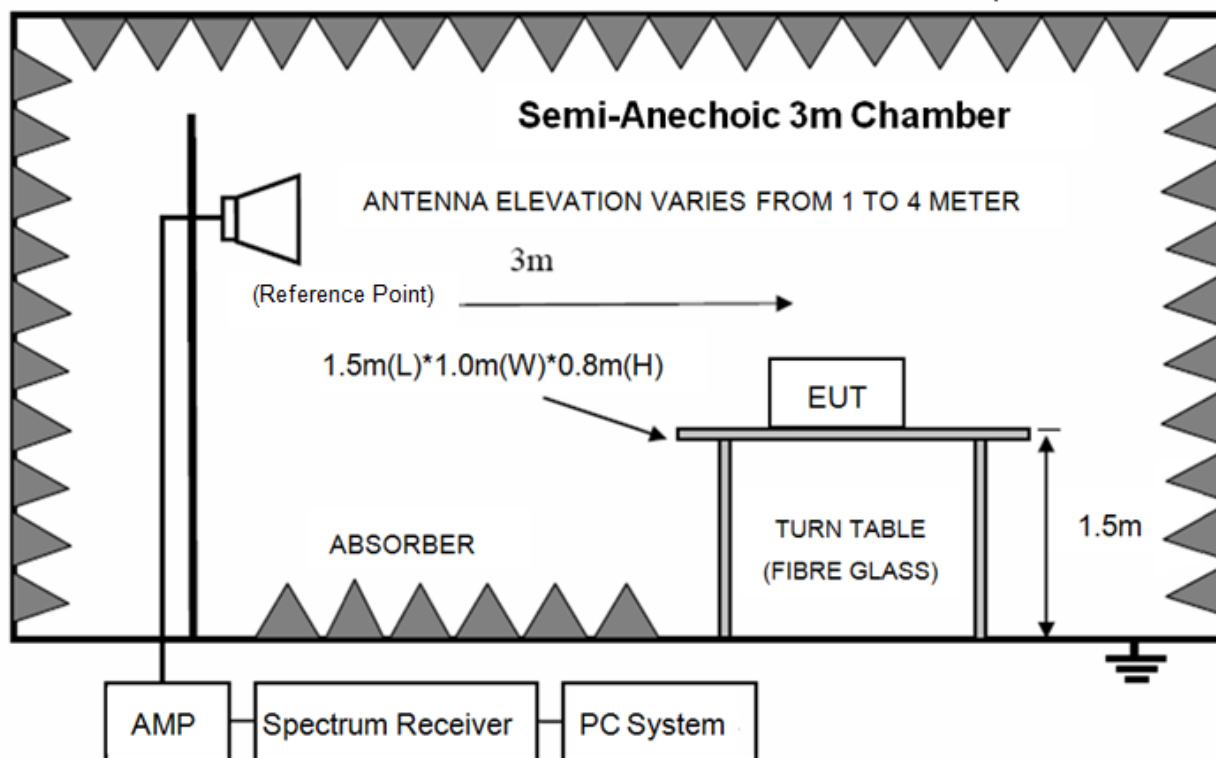 Semi-Anechoic 3m Chamber
ANTENNA ELEVATION VARIES FROM 1 TO 4 METER
3m
(Reference Point)
1.5m(L)*1.0m(W)*0.8m(H)
EUT
ABSORBER
TURN TABLE
(FIBRE GLASS)
1.5m
AMP
Spectrum Receiver
PC System